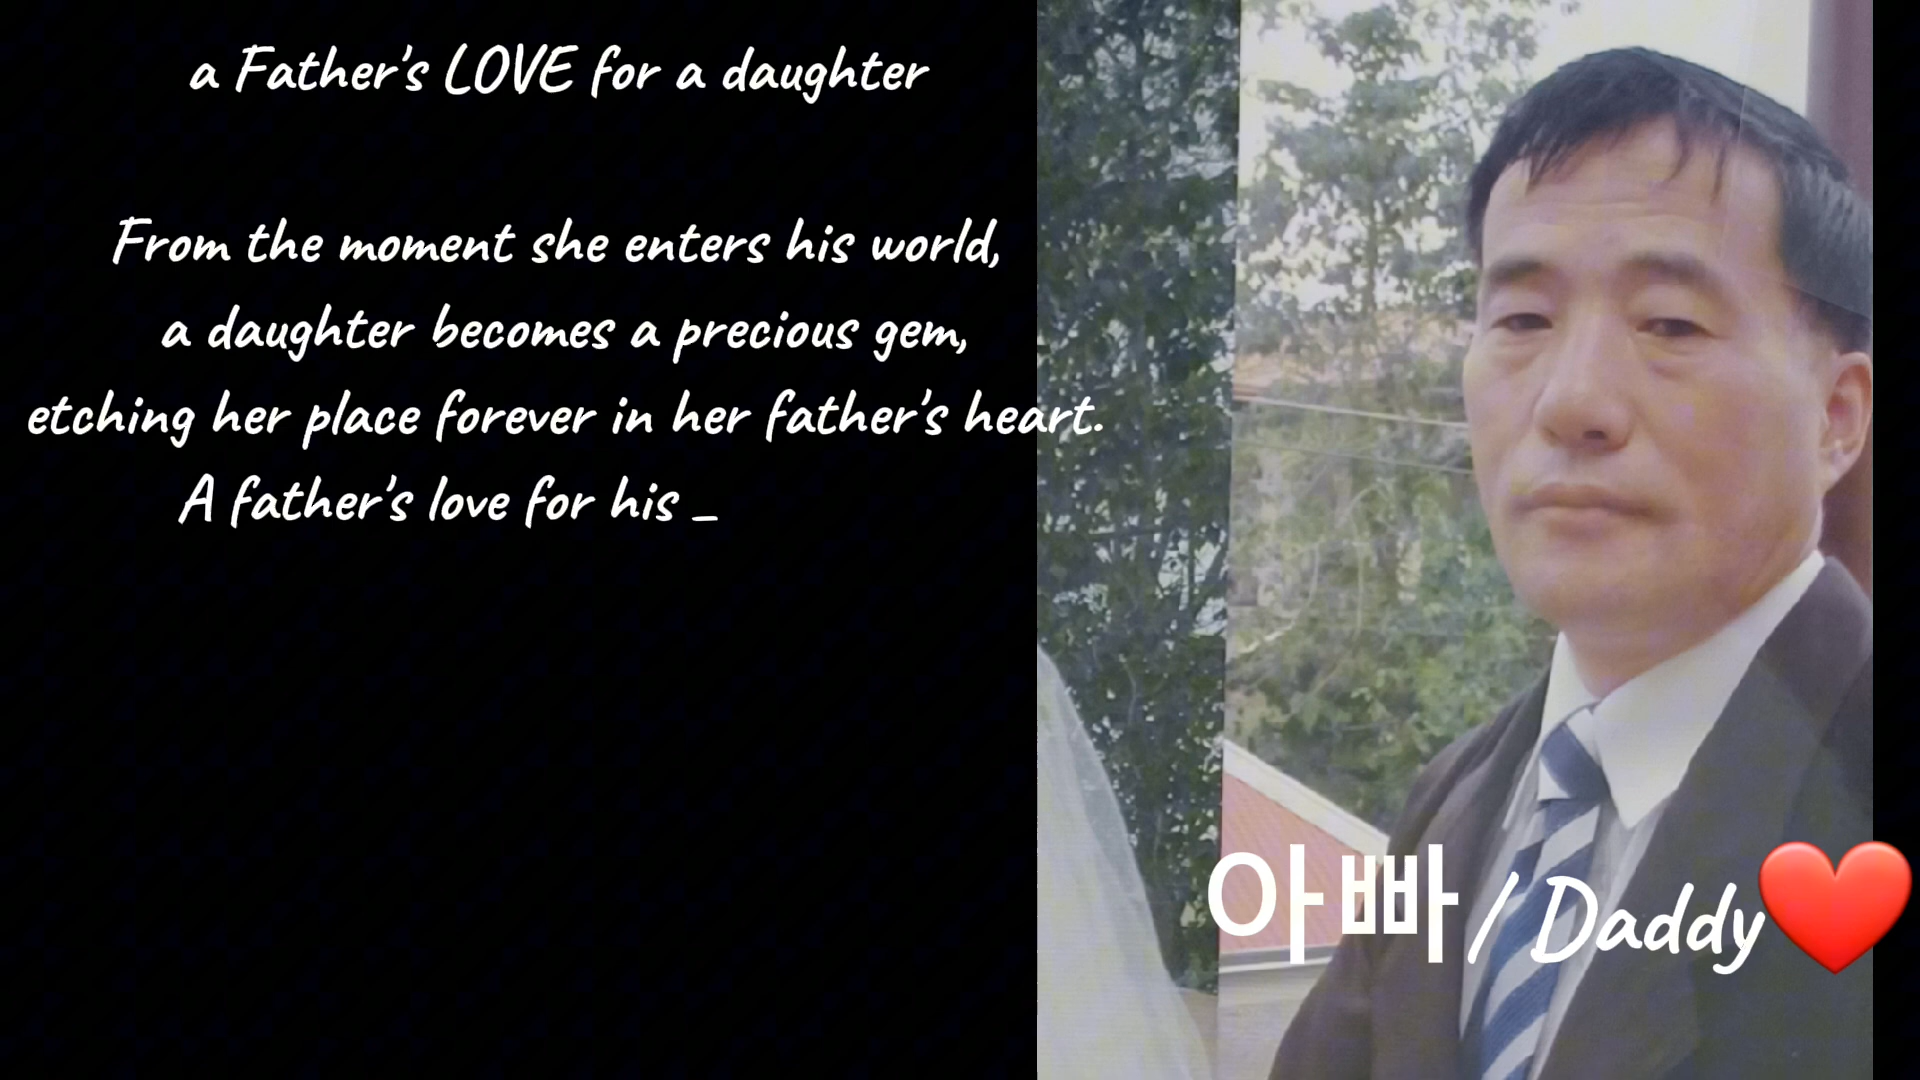 a Father's LOVE for a daughter
From the moment she enters his world,
a daughter becomes a precious gem,
etching her place forever in her father's heart.
A father's love for his _
아빠/Daddy❤️